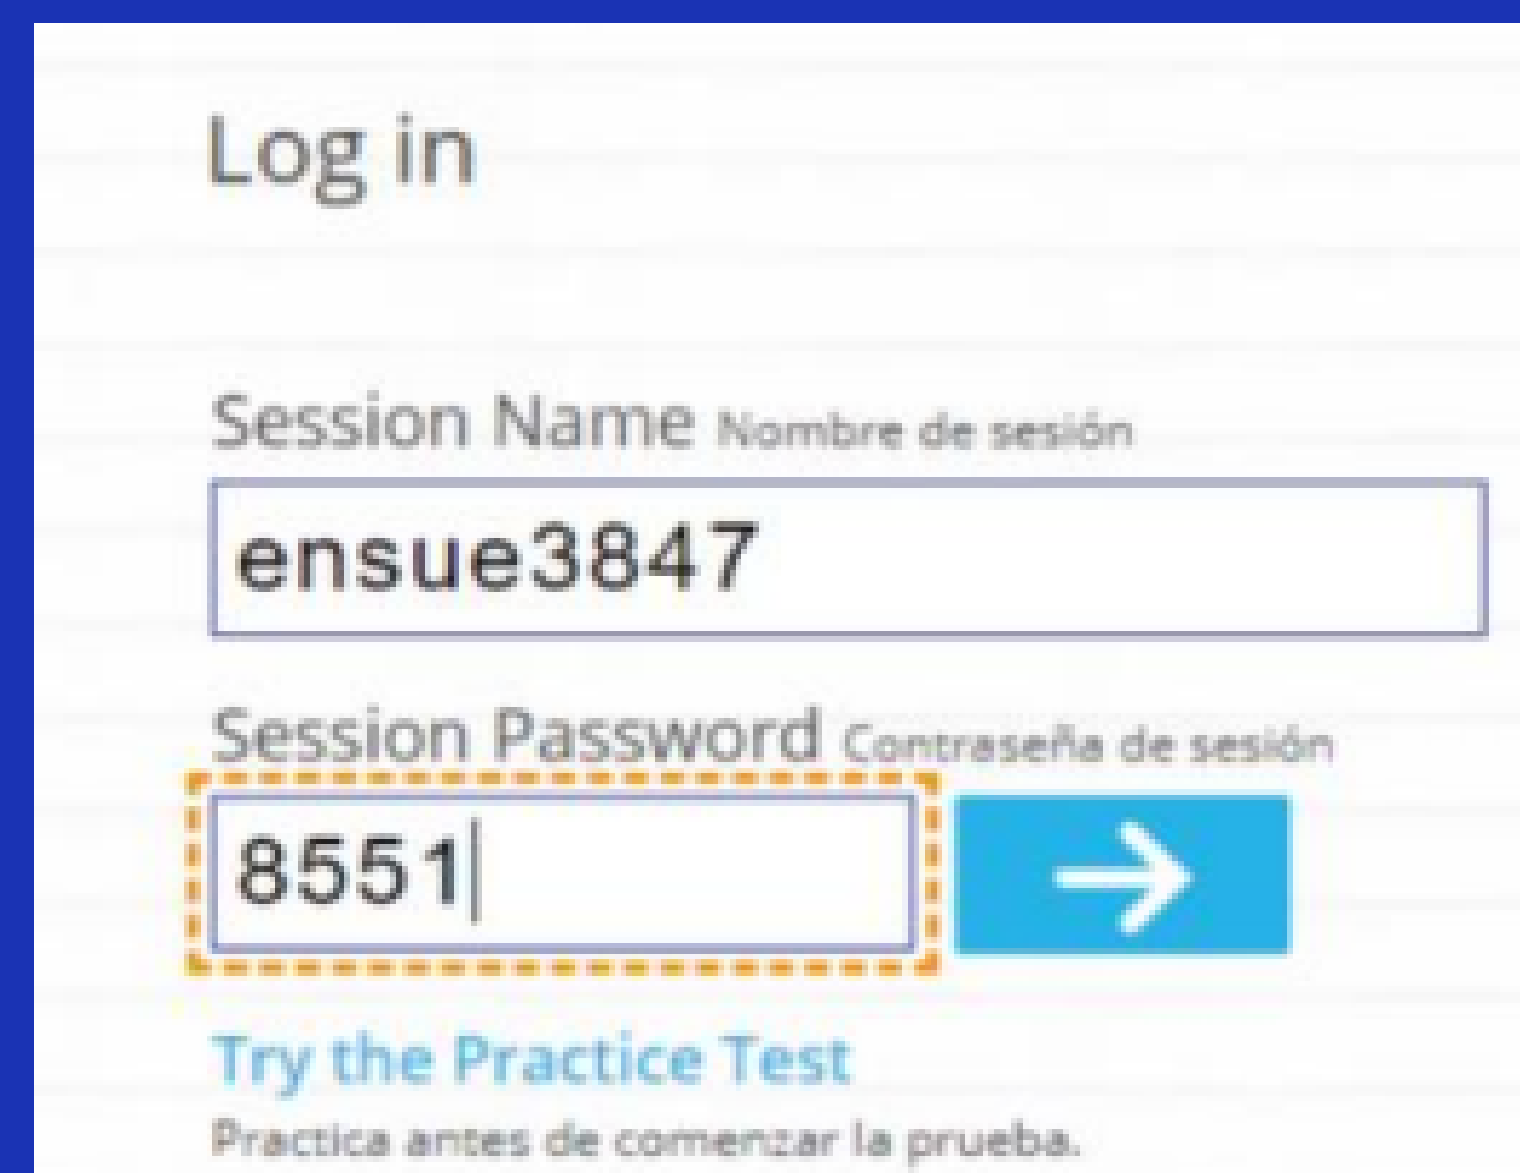 Log in
Session Name Nombre de sesión
ensue3847
Session Password Contraseña de sesión
8551
Try the Practice Test
Practica antes de comenzar la prueba.